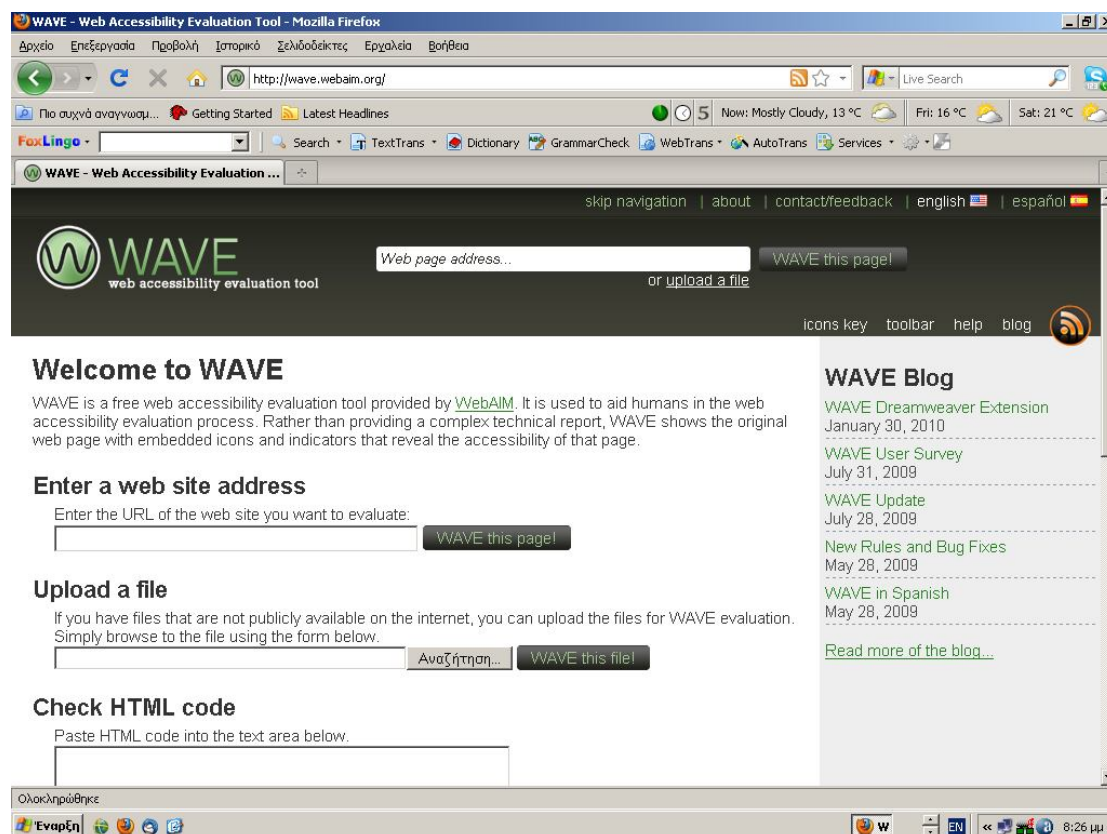 WAVE - Web Accessibility Evaluation Tool - Mozilla Firefox
Αρχείο Επεξεργασία Προβολή Ιστορικό Σελιδοδείκτες Εργαλεία Βοήθεια
http://wave.webaim.org/ Live Search
Πιο συχνά αναγνωσμ... Getting Started Latest Headlines 5 Now: Mostly Cloudy, 13 °C Fri: 16 °C Sat: 21 °C
FoxLingo Search TextTrans Dictionary GrammarCheck WebTrans AutoTrans Services
WAVE - Web Accessibility Evaluation ...
skip navigation | about | contact/feedback | english | español
WAVE
web accessibility evaluation tool
Web page address... WAVE this page!
or upload a file
icons key toolbar help blog
Welcome to WAVE
WAVE is a free web accessibility evaluation tool provided by WebAIM. It is used to aid humans in the web
accessibility evaluation process. Rather than providing a complex technical report, WAVE shows the original
web page with embedded icons and indicators that reveal the accessibility of that page.
Enter a web site address
Enter the URL of the web site you want to evaluate:
WAVE this page!
Upload a file
If you have files that are not publicly available on the internet, you can upload the files for WAVE evaluation.
Simply browse to the file using the form below.
Αναζήτηση... WAVE this file!
Check HTML code
Paste HTML code into the text area below.
WAVE Blog
WAVE Dreamweaver Extension
January 30, 2010
WAVE User Survey
July 31, 2009
WAVE Update
July 28, 2009
New Rules and Bug Fixes
May 28, 2009
WAVE in Spanish
May 28, 2009
Read more of the blog...
Ολοκληρώθηκε
Έναρξη W EN « 8:26 μμ